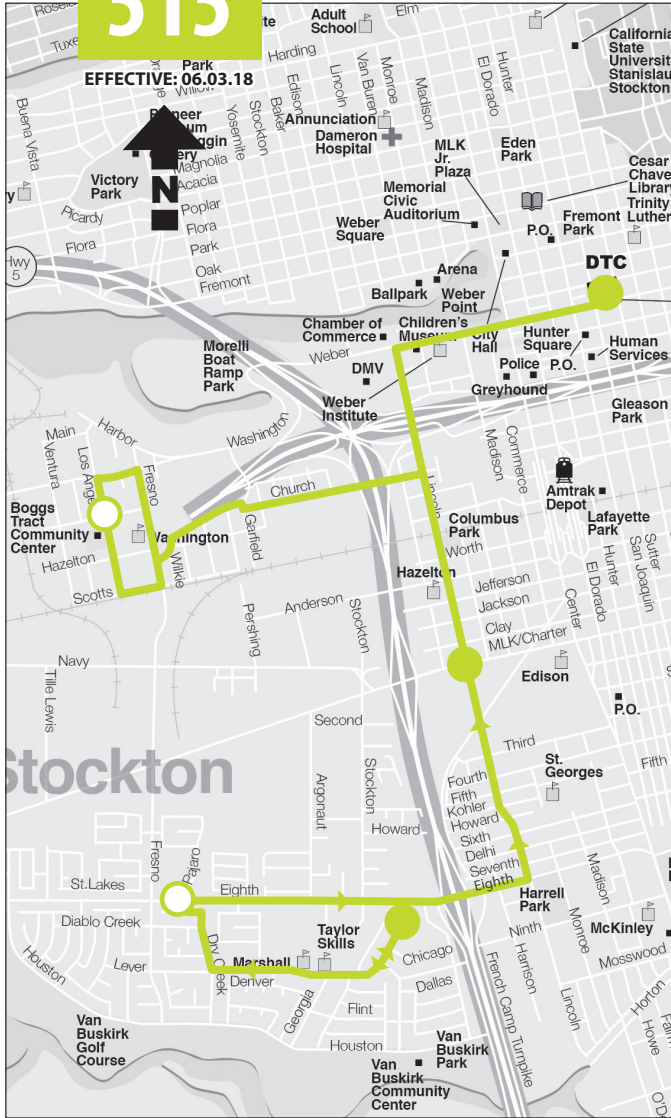 515
EFFECTIVE: 06.03.18
Adult
School
Elm
Harding
California
State
Universit
Stanislau
Stockton
Park
Willow
Edison
Lincoln
Van Buren
Monroe
Madison
El Dorado
Hunter
Buena Vista
Yosemite
Stockton
Baker
Annunciation
Dameron
Hospital
Magnolia
Acacia
Victory
Park
N
Poplar
Flora
Park
Oak
Fremont
Picardy
Flora
Hwy
5
MLK
Jr.
Plaza
Eden
Park
Cesar
Chave
Library
Trinity
Luther
Memorial
Civic
Auditorium
Weber
Square
P.O.
Fremont
Park
DTC
Arena
Ballpark
Weber
Point
Chamber of
Commerce
Children's
Museum
City
Hall
Hunter
Square
P.O.
Human
Services
Morelli
Boat
Ramp
Park
Weber
DMV
Weber
Institute
Police
Greyhound
Gleason
Park
Main
Ventura
Harbor
Los Angeles
Fresno
Washington
Madison
Commerce
Church
Lincoln
Amtrak
Depot
Lafayette
Park
Boggs
Tract
Community
Center
Washington
Garfield
Wilkie
Columbus
Park
Worth
Hazelton
Scotts
Hazelton
Jefferson
Jackson
Clay
MLK/Charter
Center
El Dorado
Hunter
San Joaquin
Sutter
Pershing
Anderson
Stockton
Navy
Tille Lewis
Edison
P.O.
Second
Third
Stockton
Argonaut
Stockton
Howard
Fourth
Fifth
Kohler
Howard
Sixth
Delhi
Seventh
Eighth
St.
Georges
Fifth
Fresno
Pajaro
St.Lakes
Eighth
Harrell
Park
Madison
Monroe
McKinley
Diablo Creek
Dry Creek
Taylor
Skills
Marshall
Ninth
Mosswood
Houston
Lever
Denver
Georgia
Chicago
Dallas
French Camp Turnpike
Harrison
Lincoln
Horton
Howe
Flint
Houston
Van
Buskirk
Golf
Course
Van
Buskirk
Park
Van
Buskirk
Community
Center